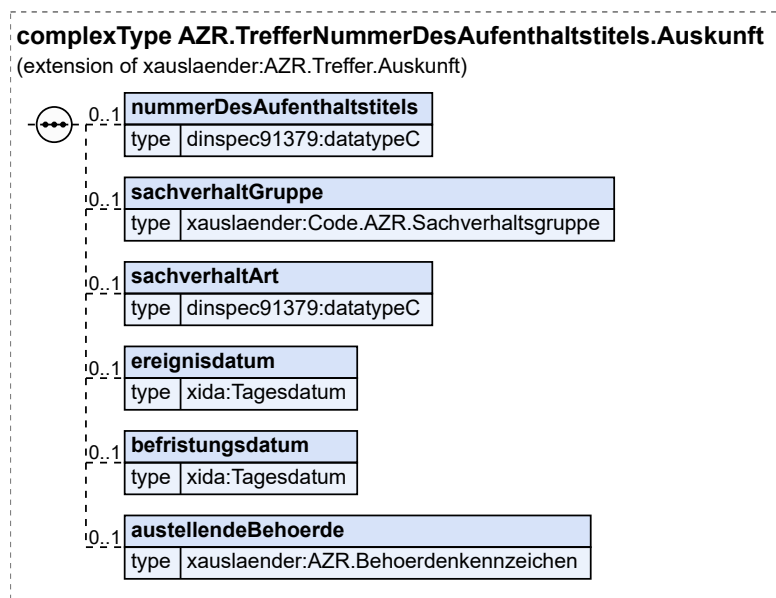 complexType AZR.TrefferNummerDesAufenthaltstitels.Auskunft
(extension of xauslaender:AZR.Treffer.Auskunft)
0..1 nummerDesAufenthaltstitels
type dinspec91379:datatypeC
0..1 sachverhaltGruppe
type xauslaender:Code.AZR.Sachverhaltsgruppe
0..1 sachverhaltArt
type dinspec91379:datatypeC
0..1 ereignisdatum
type xida:Tagesdatum
0..1 befristungsdatum
type xida:Tagesdatum
0..1 austellendeBehoerde
type xauslaender:AZR.Behoerdenkennzeichen